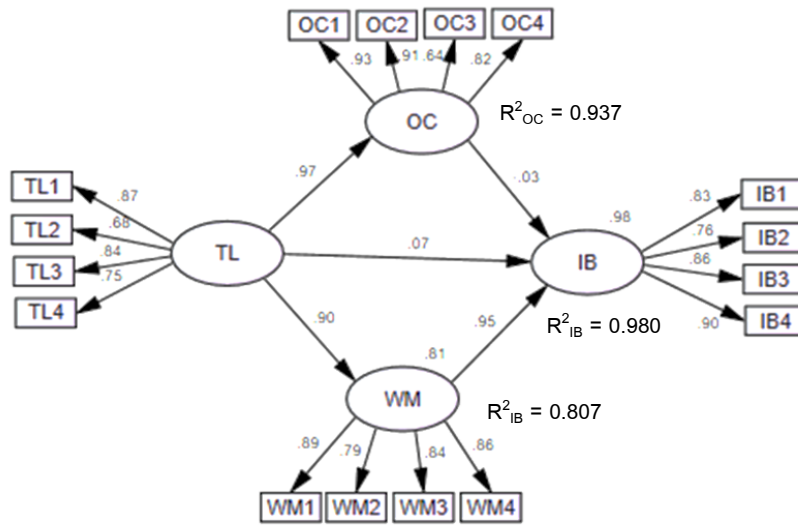 OC1 OC2 OC3 OC4
.93 .91 .64 .82
OC
R²OC = 0.937
.97
-.03
TL1
TL2
TL3
TL4
.87
.68
.84
.75
TL
.07
.98
IB
.83
.76
.86
.90
IB1
IB2
IB3
IB4
R²IB = 0.980
.90
.95
.81
WM
R²IB = 0.807
.89 .79 .84 .86
WM1 WM2 WM3 WM4